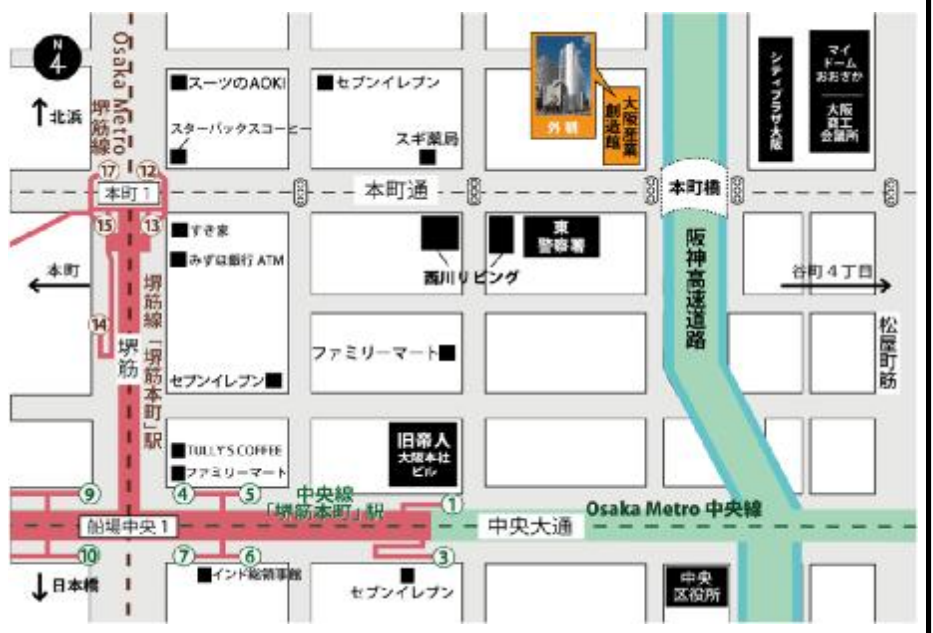 N
4
北浜
Osaka Metro
堺筋線
スーツのAOKI
セブンイレブン
スターバックスコーヒー
スギ薬局
外観
大阪産業
創造館
シティプラザ大阪
マイ
ドーム
おおさか
大阪
商工
会議所
⑰
⑫
本町1
本町通
本町橋
⑮
⑬
すき家
みずほ銀行 ATM
西川リビング
東
警察署
本町
谷町4丁目
阪神高速道路
松屋町筋
⑭
堺筋
堺筋線「堺筋本町」駅
ファミリーマート
セブンイレブン
TULLY'S COFFEE
ファミリーマート
旧帝人
大阪本社
ビル
⑨
④
⑤
中央線
「堺筋本町」駅
①
Osaka Metro 中央線
船場中央1
中央大通
⑩
⑦
⑥
③
日本橋
インド総領事館
セブンイレブン
中央
区役所